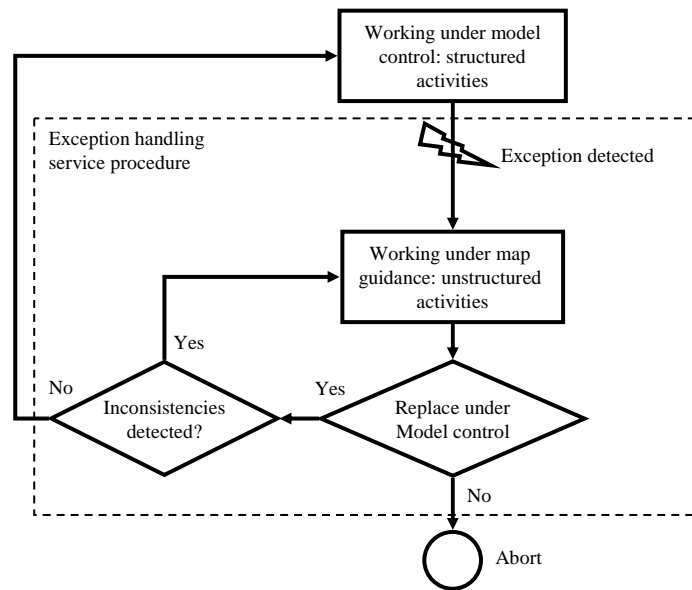 Working under model
control: structured
activities
Exception handling
service procedure
Exception detected
Working under map
guidance: unstructured
activities
Yes
No
Yes
Inconsistencies
detected?
Replace under
Model control
No
Abort